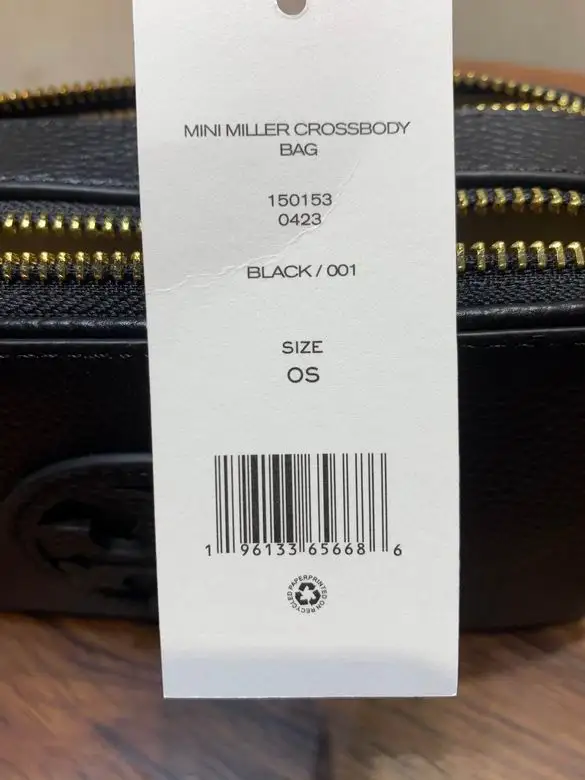 MINI MILLER CROSSBODY
BAG
150153
0423
BLACK / 001
SIZE
OS
1 96133 65668 6
PRINTED ON RECYCLED PAPER